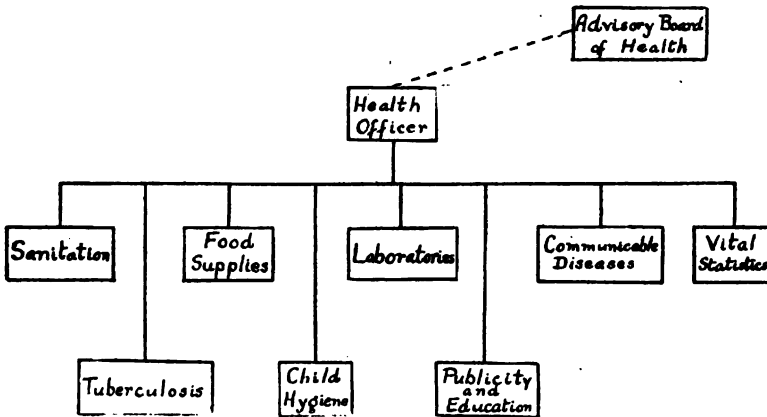 Advisory Board
of Health
Health
Officer
Sanitation
Food
Supplies
Laboratories
Communicable
Diseases
Vital
Statistics
Tuberculosis
Child
Hygiene
Publicity
and
Education